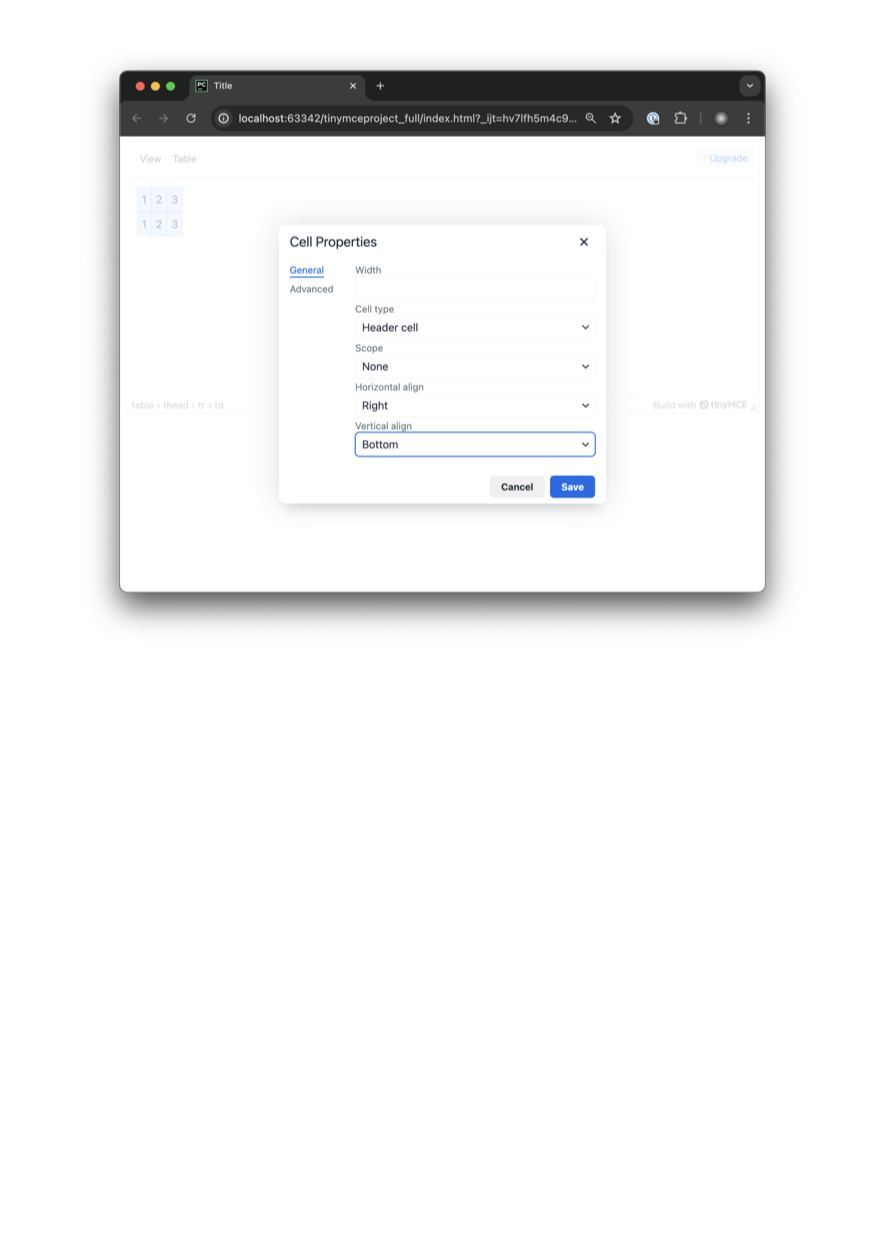 PC
Title
localhost:63342/tinymceproject_full/index.html?_ijt=hv7lfh5m4c9...
View Table
⚡Upgrade
1 2 3
1 2 3
Cell Properties
General
Advanced
Width
Cell type
Header cell
Scope
None
Horizontal align
Right
Vertical align
Bottom
Cancel Save
table › thead › tr › td
Build with tinyMCE